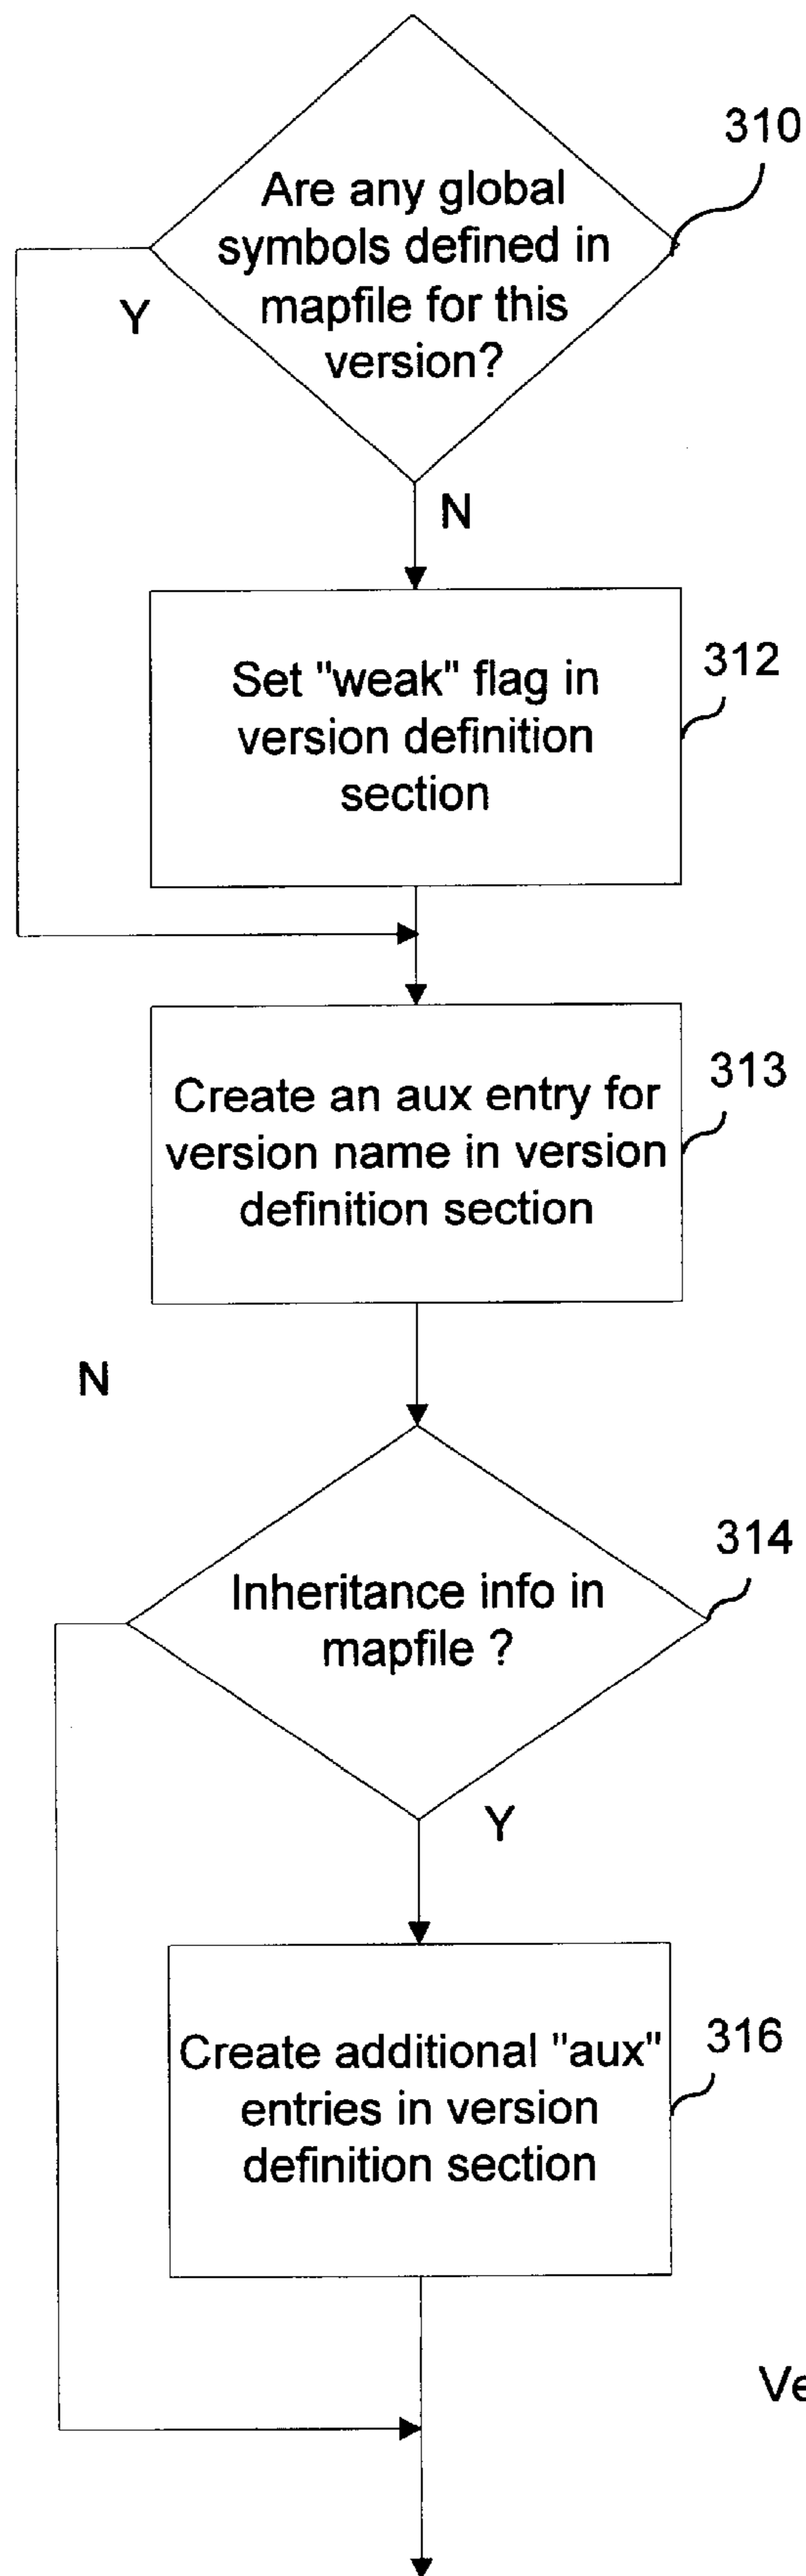 310
Are any global
symbols defined in
mapfile for this
version?
Y
N
312
Set "weak" flag in
version definition
section
313
Create an aux entry for
version name in version
definition section
N
314
Inheritance info in
mapfile ?
Y
316
Create additional "aux"
entries in version
definition section
Ve